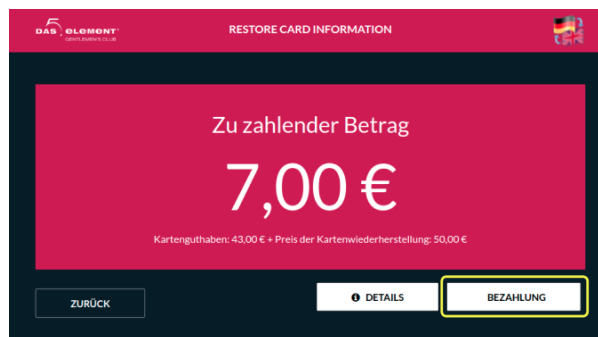 DAS 5 ELEMENT
GENTLEMEN'S CLUB
RESTORE CARD INFORMATION
Zu zahlender Betrag
7,00 €
Kartenguthaben: 43,00 € + Preis der Kartenwiederherstellung: 50,00 €
ZURÜCK
DETAILS
BEZAHLUNG